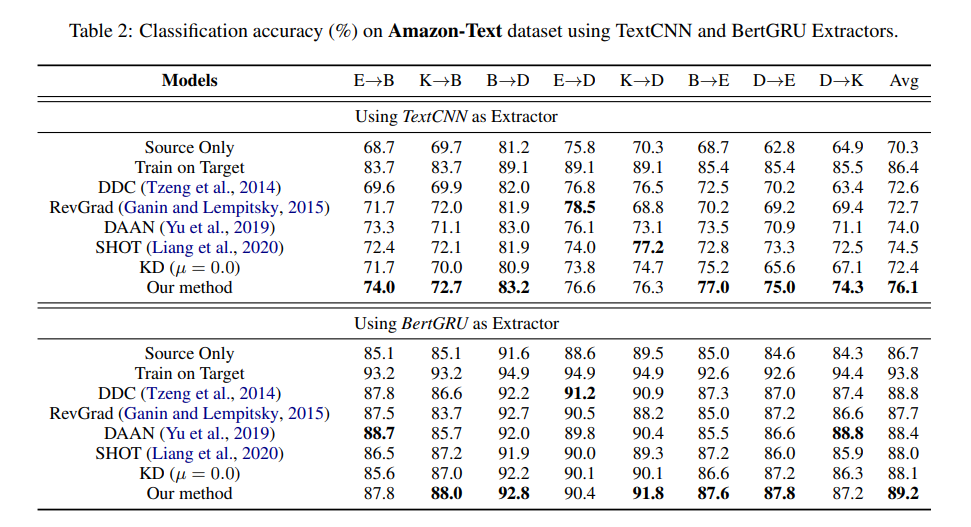 Table 2: Classification accuracy (%) on Amazon-Text dataset using TextCNN and BertGRU Extractors.
Models E→B K→B B→D E→D K→D B→E D→E D→K Avg
Using TextCNN as Extractor
Source Only 68.7 69.7 81.2 75.8 70.3 68.7 62.8 64.9 70.3
Train on Target 83.7 83.7 89.1 89.1 89.1 85.4 85.4 85.5 86.4
DDC (Tzeng et al., 2014) 69.6 69.9 82.0 76.8 76.5 72.5 70.2 63.4 72.6
RevGrad (Ganin and Lempitsky, 2015) 71.7 72.0 81.9 78.5 68.8 70.2 69.2 69.4 72.7
DAAN (Yu et al., 2019) 73.3 71.1 83.0 76.1 73.1 73.5 70.9 71.1 74.0
SHOT (Liang et al., 2020) 72.4 72.1 81.9 74.0 77.2 72.8 73.3 72.5 74.5
KD (μ = 0.0) 71.7 70.0 80.9 73.8 74.7 75.2 65.6 67.1 72.4
Our method 74.0 72.7 83.2 76.6 76.3 77.0 75.0 74.3 76.1
Using BertGRU as Extractor
Source Only 85.1 85.1 91.6 88.6 89.5 85.0 84.6 84.3 86.7
Train on Target 93.2 93.2 94.9 94.9 94.9 92.6 92.6 94.4 93.8
DDC (Tzeng et al., 2014) 87.8 86.6 92.2 91.2 90.9 87.3 87.0 87.4 88.8
RevGrad (Ganin and Lempitsky, 2015) 87.5 83.7 92.7 90.5 88.2 85.0 87.2 86.6 87.7
DAAN (Yu et al., 2019) 88.7 85.7 92.0 89.8 90.4 85.5 86.6 88.8 88.4
SHOT (Liang et al., 2020) 86.5 87.2 91.9 90.0 89.3 87.2 86.0 85.9 88.0
KD (μ = 0.0) 85.6 87.0 92.2 90.1 90.1 86.6 87.2 86.3 88.1
Our method 87.8 88.0 92.8 90.4 91.8 87.6 87.8 87.2 89.2